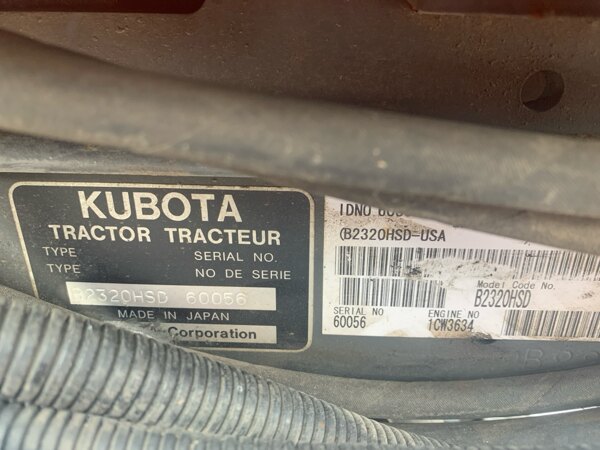 KUBOTA
TRACTOR TRACTEUR
TYPE SERIAL NO.
TYPE NO DE SERIE
B2320HSD 60056
MADE IN JAPAN
Corporation
IDNO
(B2320HSD-USA
Model Code No.
B2320HSD
SERIAL NO ENGINE NO
60056 1CW3634